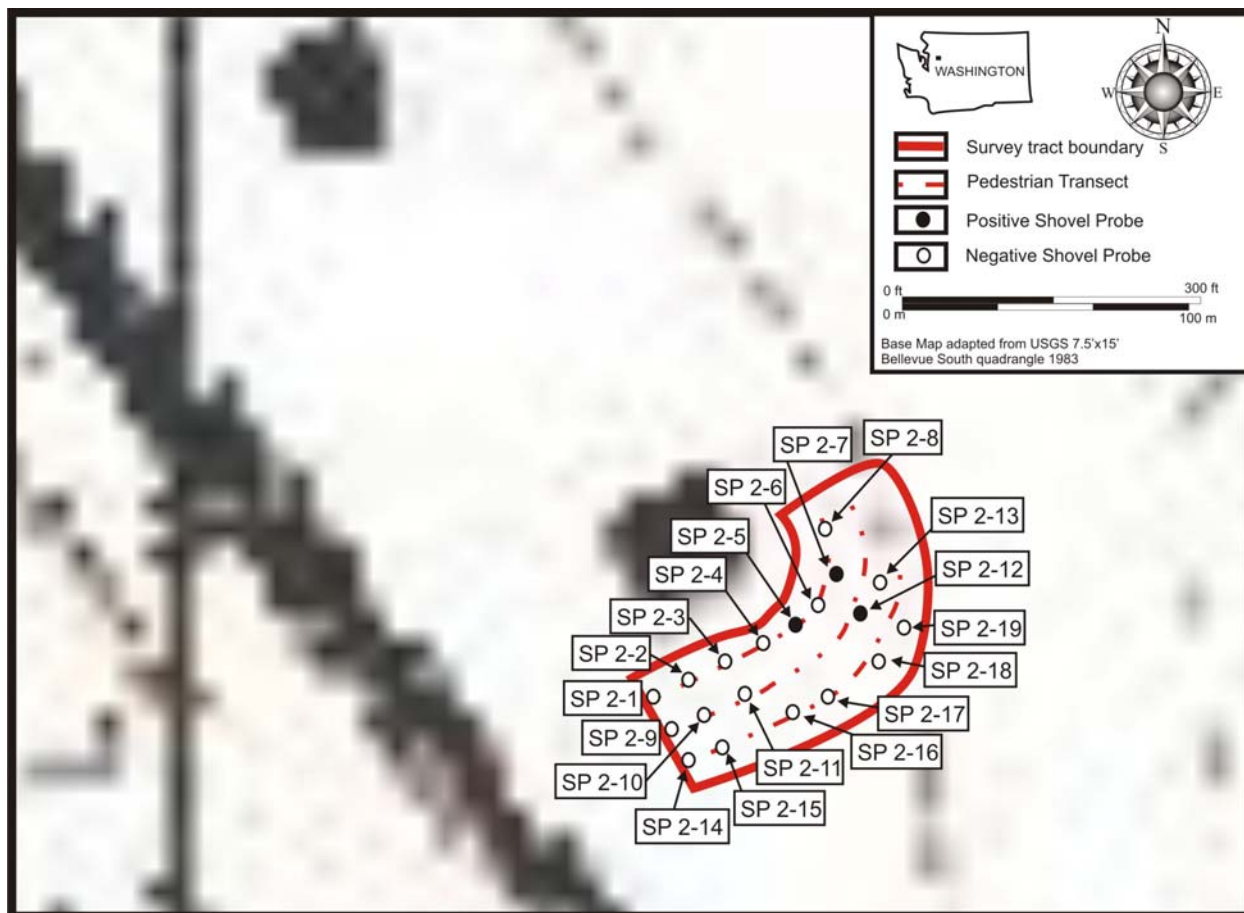 N
WASHINGTON
W
E
S
Survey tract boundary
Pedestrian Transect
Positive Shovel Probe
Negative Shovel Probe
0 ft
300 ft
0 m
100 m
Base Map adapted from USGS 7.5'x15'
Bellevue South quadrangle 1983
SP 2-8
SP 2-7
SP 2-6
SP 2-13
SP 2-5
SP 2-12
SP 2-4
SP 2-3
SP 2-19
SP 2-2
SP 2-18
SP 2-1
SP 2-17
SP 2-9
SP 2-16
SP 2-10
SP 2-11
SP 2-15
SP 2-14